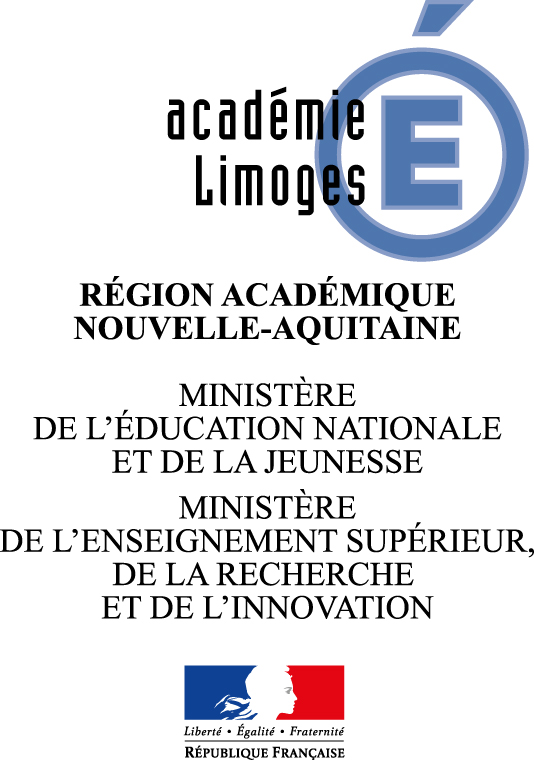 académie
Limoges
É
RÉGION ACADÉMIQUE
NOUVELLE-AQUITAINE
MINISTÈRE
DE L’ÉDUCATION NATIONALE
ET DE LA JEUNESSE
MINISTÈRE
DE L’ENSEIGNEMENT SUPÉRIEUR,
DE LA RECHERCHE
ET DE L’INNOVATION
Liberté • Égalité • Fraternité
RÉPUBLIQUE FRANÇAISE